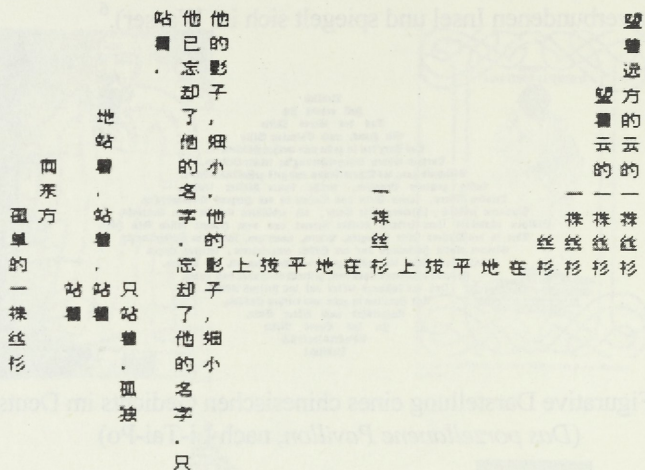 望着远方的云的一株丝杉
望着云的一株丝杉
一株丝杉
丝杉
在地平线上
一株丝杉
在地平线上
他的影子,细小.他的影子,细小
他已忘却了他的名字.忘却了他的名字.只
站着.
只站着.孤独
地站着.站着,站着
站着
向东方
孤单的一株丝杉